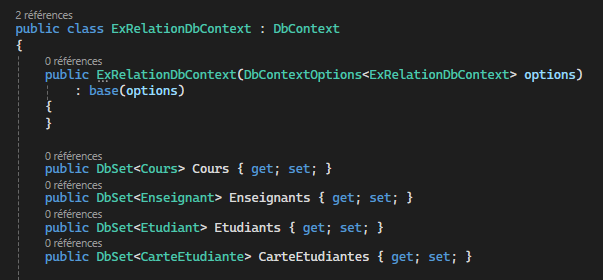 2 références
public class ExRelationDbContext : DbContext
{
0 références
public ExRelationDbContext(DbContextOptions<ExRelationDbContext> options)
: base(options)
{
}
0 références
public DbSet<Cours> Cours { get; set; }
0 références
public DbSet<Enseignant> Enseignants { get; set; }
0 références
public DbSet<Etudiant> Etudiants { get; set; }
0 références
public DbSet<CarteEtudiante> CarteEtudiantes { get; set; }